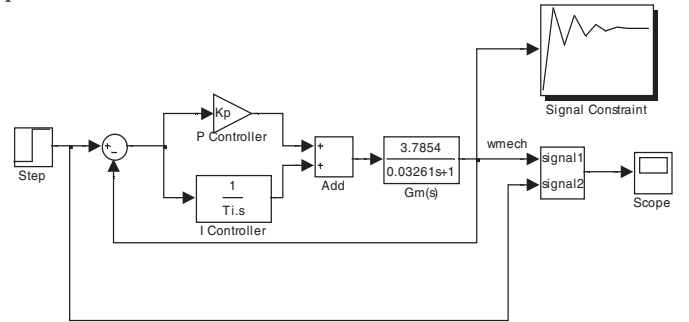 Signal Constraint
Kp
P Controller
+
−
Step
1
Ti.s
I Controller
+
+
Add
3.7854
0.03261s+1
Gm(s)
wmech
signal1
signal2
Scope